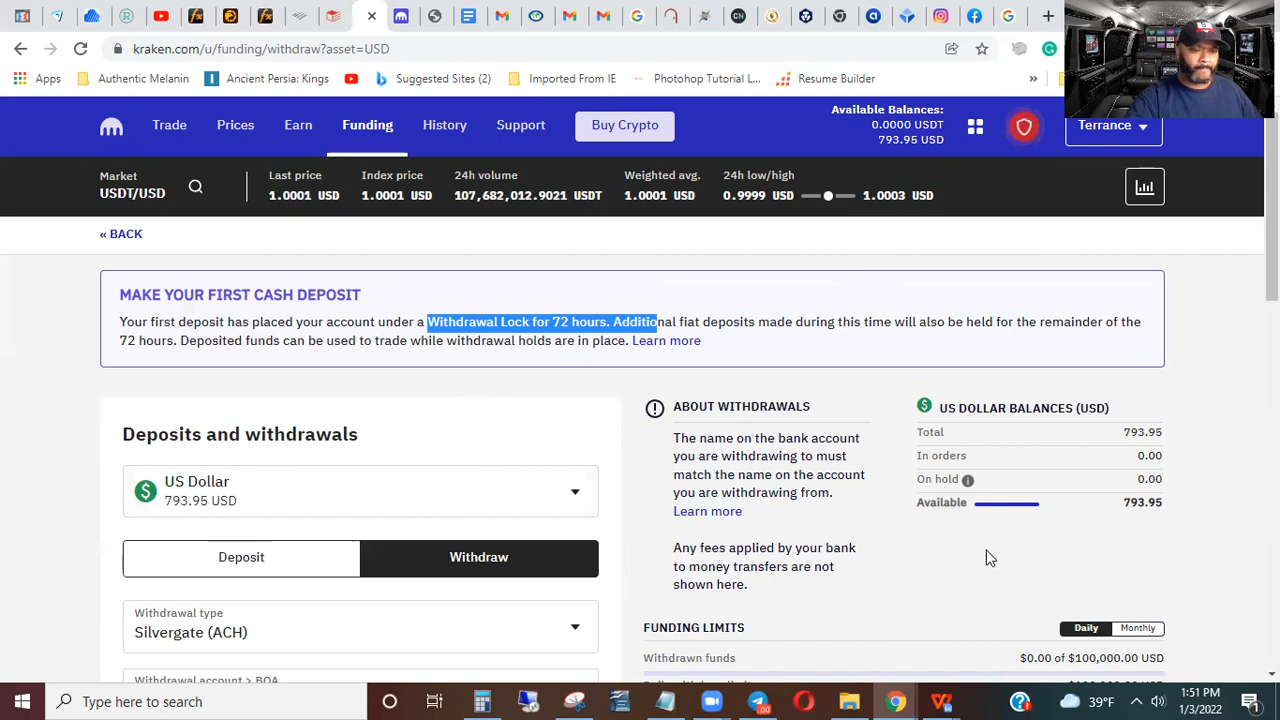 kraken.com/u/funding/withdraw?asset=USD
Apps
Authentic Melanin
Ancient Persia: Kings
Suggested Sites (2)
Imported From IE
Photohop Tutorial L...
Resume Builder
»
Trade
Prices
Earn
Funding
History
Support
Buy Crypto
Available Balances:
0.0000 USDT
793.95 USD
Terrance
Market
USDT/USD
Last price
1.0001 USD
Index price
1.0001 USD
24h volume
107,682,012.9021 USDT
Weighted avg.
1.0001 USD
24h low/high
0.9999 USD
1.0003 USD
« BACK
MAKE YOUR FIRST CASH DEPOSIT
Your first deposit has placed your account under a Withdrawal Lock for 72 hours. Additional fiat deposits made during this time will also be held for the remainder of the
72 hours. Deposited funds can be used to trade while withdrawal holds are in place. Learn more
Deposits and withdrawals
US Dollar
793.95 USD
Deposit
Withdraw
Withdrawal type
Silvergate (ACH)
Withdrawal account > BOA
ABOUT WITHDRAWALS
The name on the bank account
you are withdrawing to must
match the name on the account
you are withdrawing from.
Learn more
Any fees applied by your bank
to money transfers are not
shown here.
US DOLLAR BALANCES (USD)
Total 793.95
In orders 0.00
On hold 0.00
Available 793.95
FUNDING LIMITS
Daily
Monthly
Withdrawn funds $0.00 of $100,000.00 USD
Type here to search
39°F
1:51 PM
1/3/2022